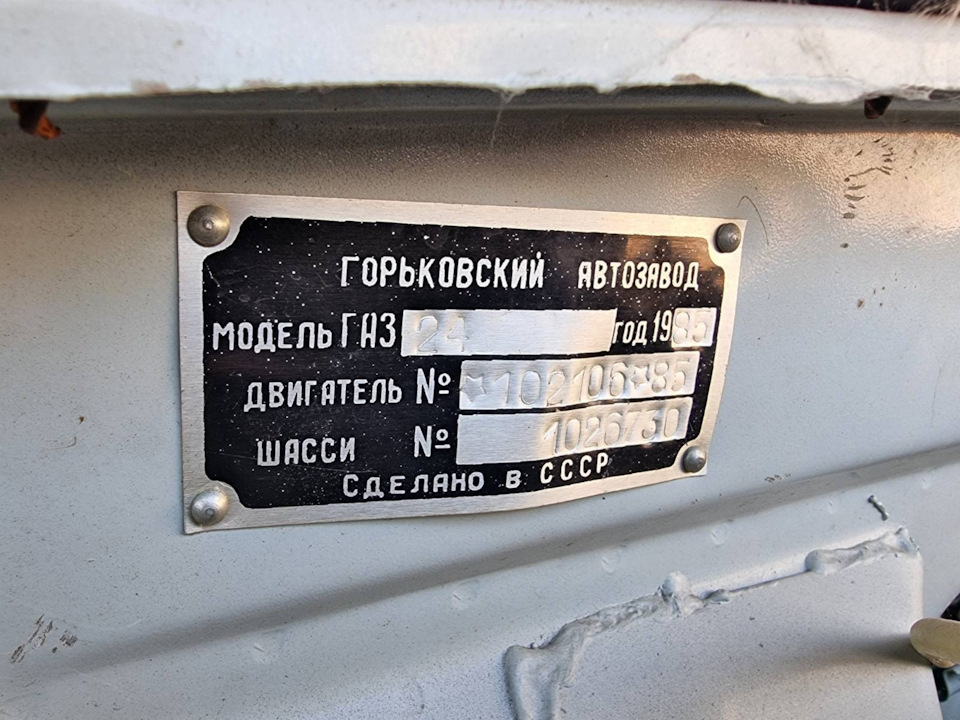 ГОРЬКОВСКИЙ АВТОЗАВОД
МОДЕЛЬ ГАЗ 24 ГОД 1985
ДВИГАТЕЛЬ № ☆102106☆85
ШАССИ № 1026730
СДЕЛАНО В СССР